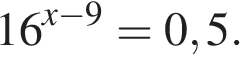 16^{x−9} = 0,5.